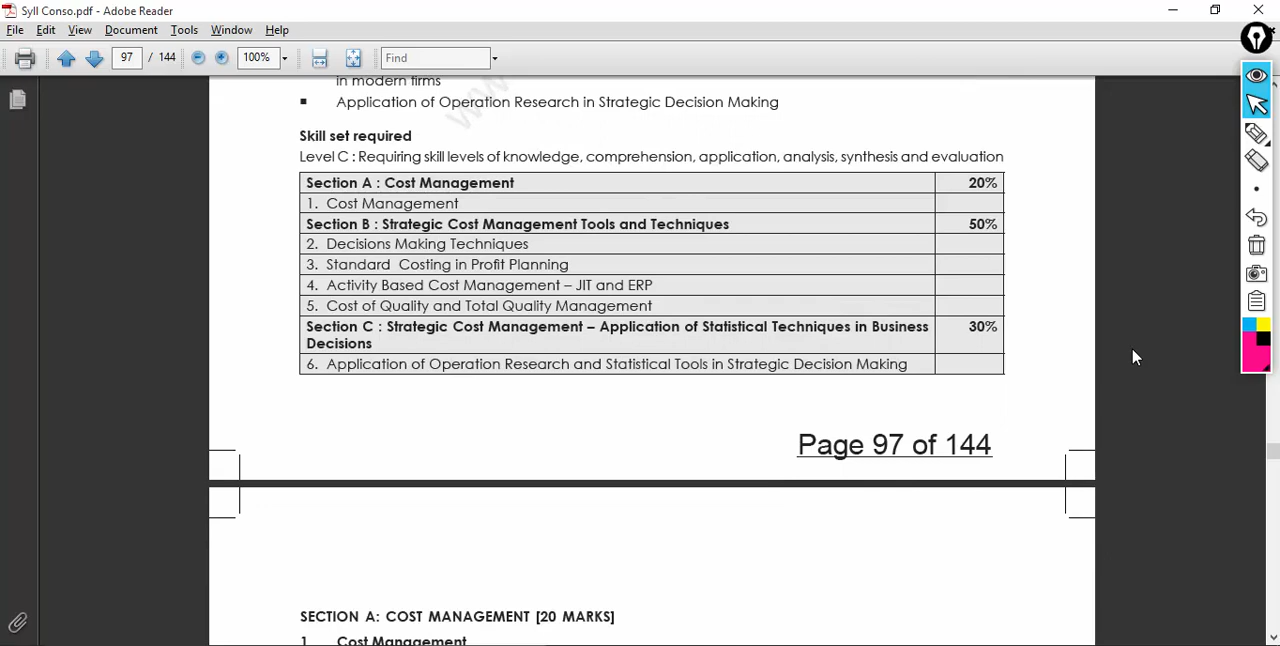 Syll Conso.pdf - Adobe Reader
File Edit View Document Tools Window Help
97 / 144 100% Find
in modern firms
▪ Application of Operation Research in Strategic Decision Making
www
Skill set required
Level C : Requiring skill levels of knowledge, comprehension, application, analysis, synthesis and evaluation
Section A : Cost Management 20%
1. Cost Management
Section B : Strategic Cost Management Tools and Techniques 50%
2. Decisions Making Techniques
3. Standard Costing in Profit Planning
4. Activity Based Cost Management – JIT and ERP
5. Cost of Quality and Total Quality Management
Section C : Strategic Cost Management – Application of Statistical Techniques in Business 30%
Decisions
6. Application of Operation Research and Statistical Tools in Strategic Decision Making
Page 97 of 144
SECTION A: COST MANAGEMENT [20 MARKS]
1 Cost Management